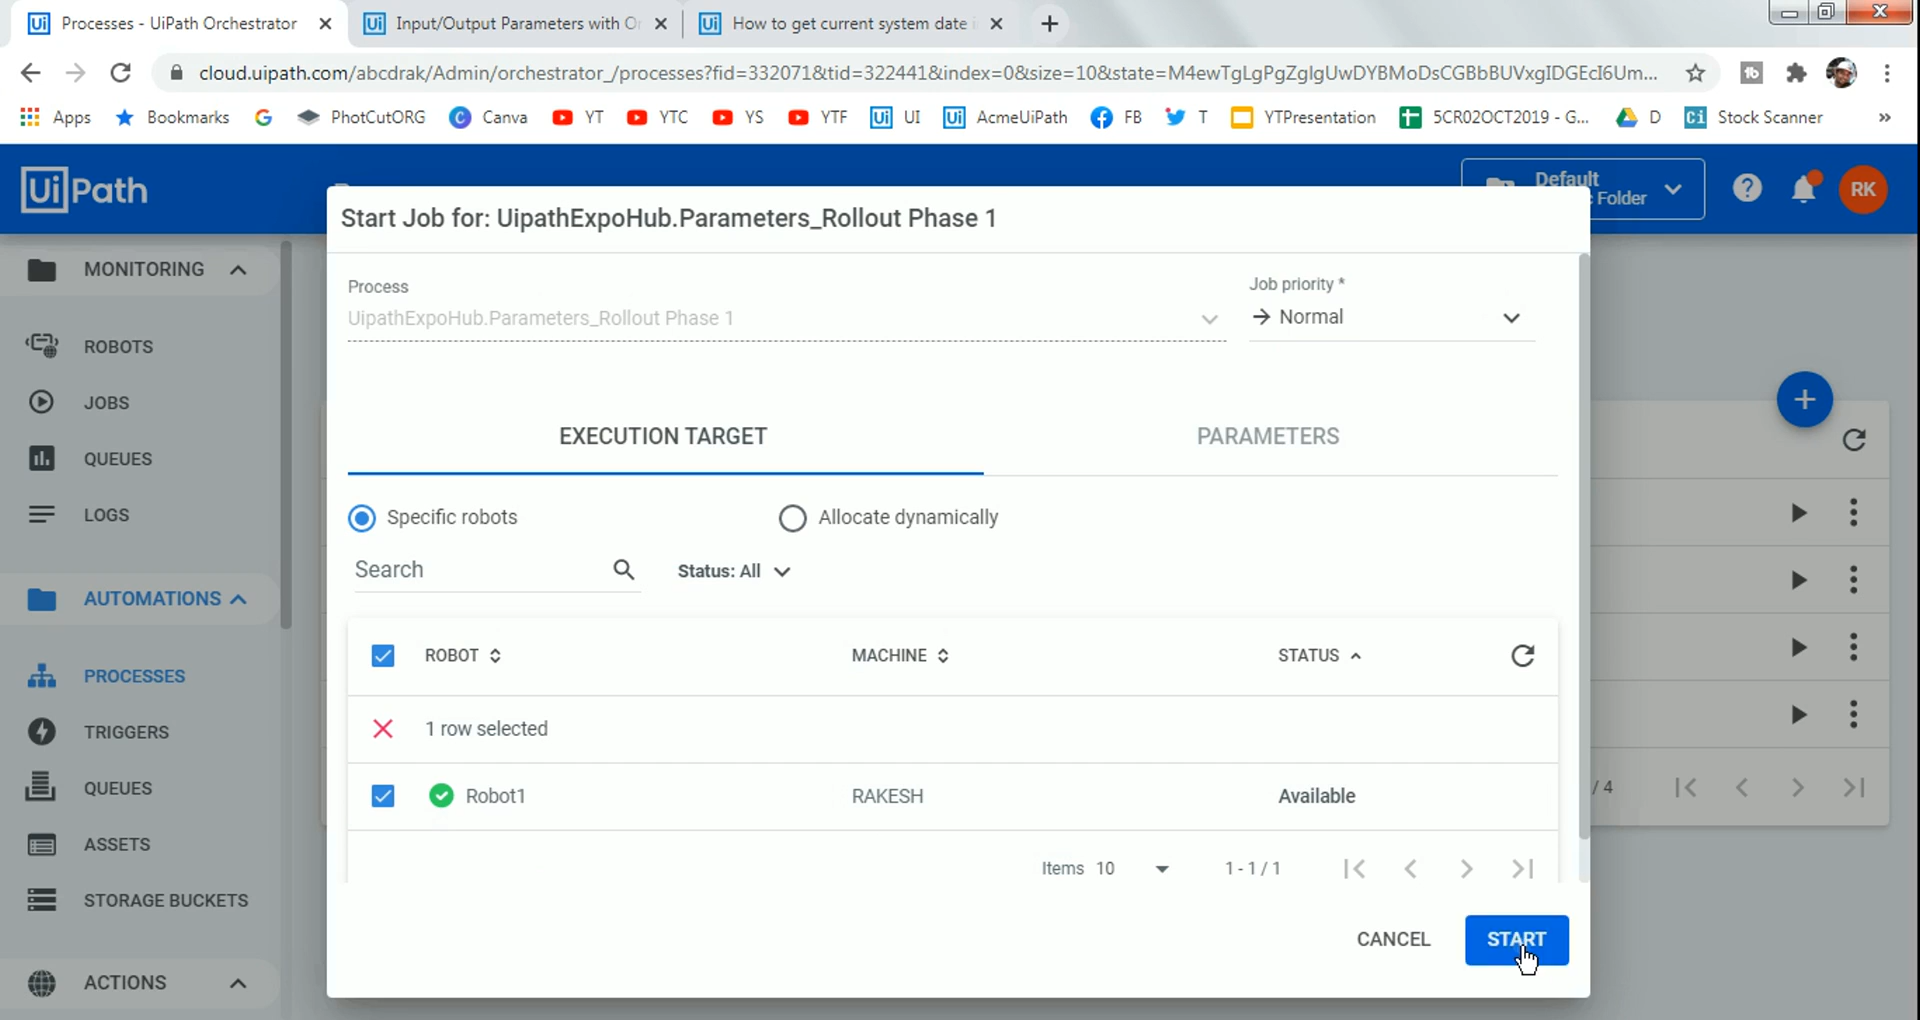 Processes - UiPath Orchestrator
Input/Output Parameters with Or
How to get current system date i
cloud.uipath.com/abcdrak/Admin/orchestrator_/processes?fid=332071&tid=322441&index=0&size=10&state=M4ewTgLgPgZglgUwDYBMoDsCGBbBUVxgIDGEcI6Um...
Apps
Bookmarks
PhotCutORG
Canva
YT
YTC
YS
YTF
UI
AcmeUiPath
FB
T
YTPresentation
5CR02OCT2019 - G...
D
Stock Scanner
»
UiPath
Default
Folder
RK
MONITORING
ROBOTS
JOBS
QUEUES
LOGS
AUTOMATIONS
PROCESSES
TRIGGERS
QUEUES
ASSETS
STORAGE BUCKETS
ACTIONS
Start Job for: UipathExpoHub.Parameters_Rollout Phase 1
Process
UipathExpoHub.Parameters_Rollout Phase 1
Job priority *
Normal
EXECUTION TARGET
PARAMETERS
Specific robots
Allocate dynamically
Search
Status: All
ROBOT
MACHINE
STATUS
1 row selected
Robot1
RAKESH
Available
Items 10
1 - 1 / 1
/ 4
CANCEL
START